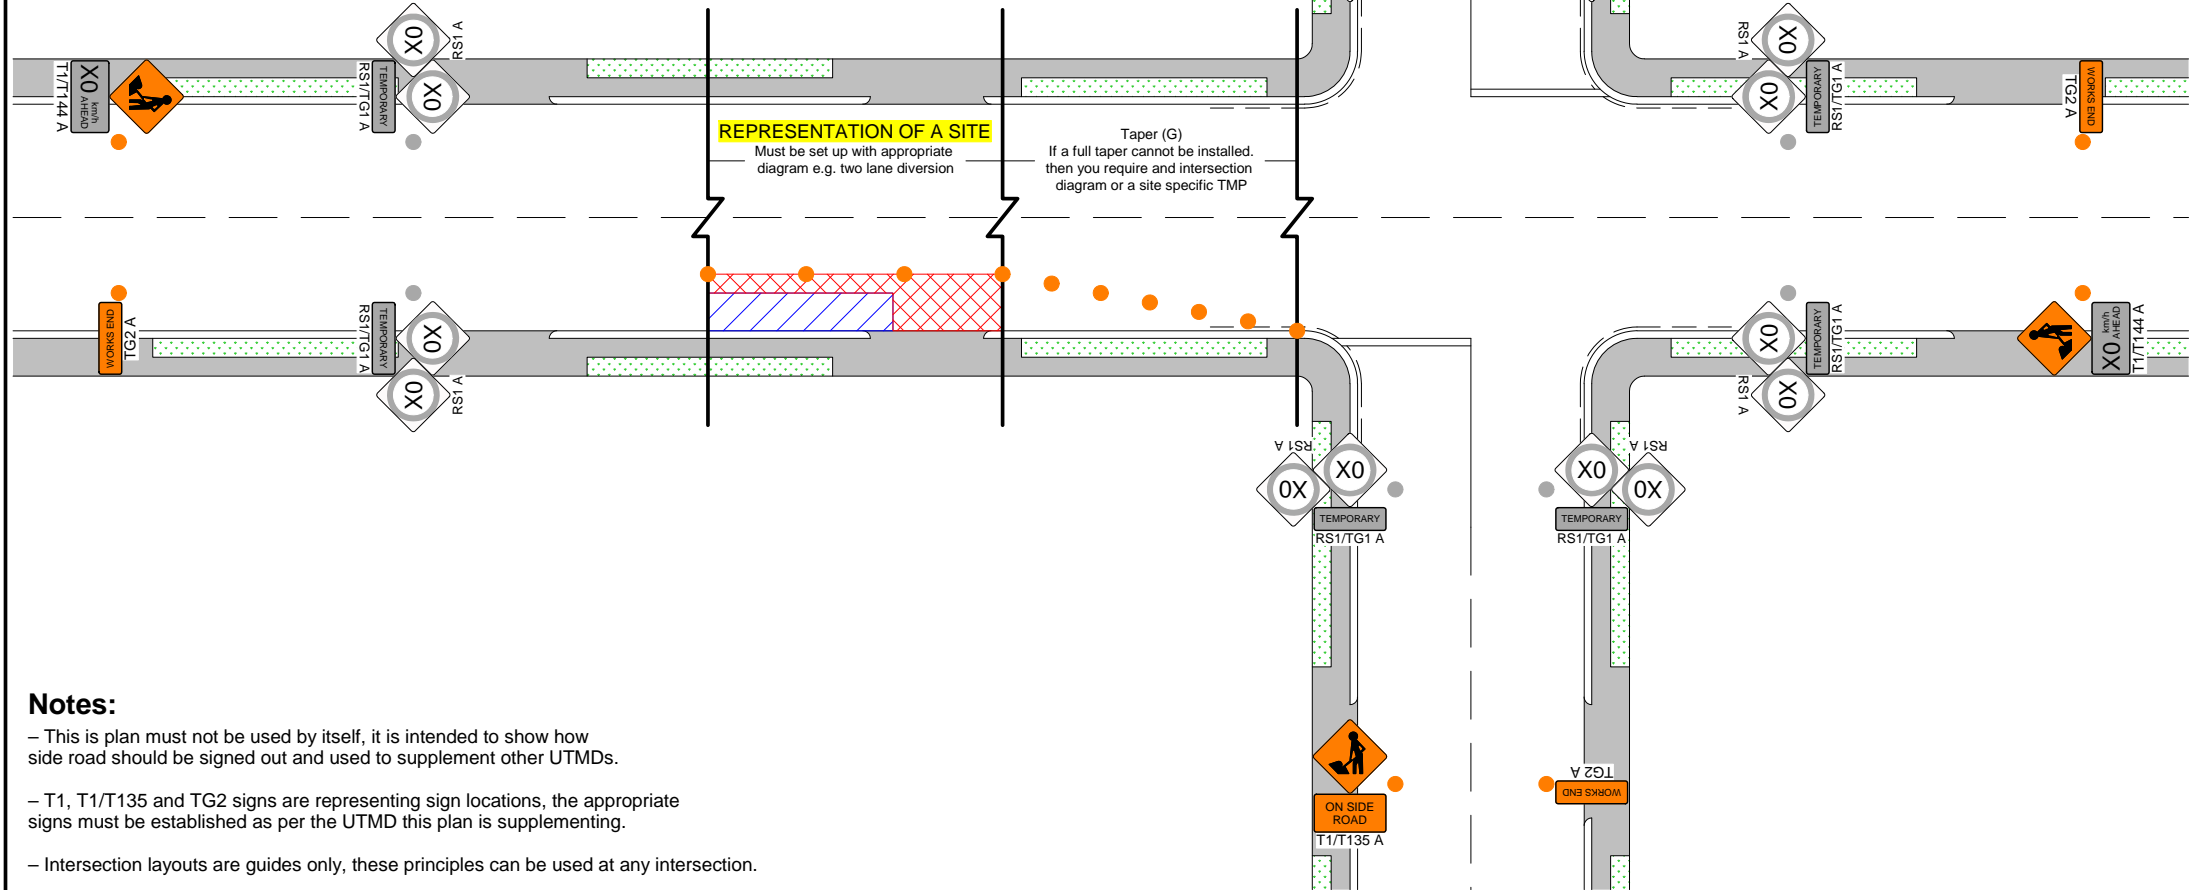 X0
RS1 A
X0
X0 km/h AHEAD
T1/T144 A
TEMPORARY
RS1/TG1 A
REPRESENTATION OF A SITE
Must be set up with appropriate
diagram e.g. two lane diversion
Taper (G)
If a full taper cannot be installed.
then you require and intersection
diagram or a site specific TMP
X0
RS1 A
X0
TEMPORARY
RS1/TG1 A
WORKS END
TG2 A
WORKS END
TG2 A
TEMPORARY
RS1/TG1 A
X0
X0
RS1 A
X0
TEMPORARY
RS1/TG1 A
X0
RS1 A
X0 km/h AHEAD
T1/T144 A
RS1 A
X0
X0
TEMPORARY
RS1/TG1 A
RS1 A
X0
X0
TEMPORARY
RS1/TG1 A
ON SIDE
ROAD
T1/T135 A
TG2 A
WORKS END
Notes:
– This is plan must not be used by itself, it is intended to show how
side road should be signed out and used to supplement other UTMDs.
– T1, T1/T135 and TG2 signs are representing sign locations, the appropriate
signs must be established as per the UTMD this plan is supplementing.
– Intersection layouts are guides only, these principles can be used at any intersection.